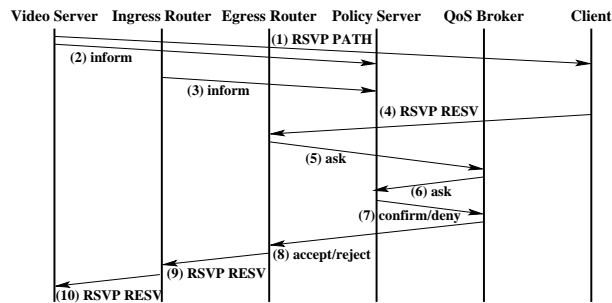 Video Server Ingress Router Egress Router Policy Server QoS Broker Client
(1) RSVP PATH
(2) inform
(3) inform
(4) RSVP RESV
(5) ask
(6) ask
(7) confirm/deny
(8) accept/reject
(9) RSVP RESV
(10) RSVP RESV